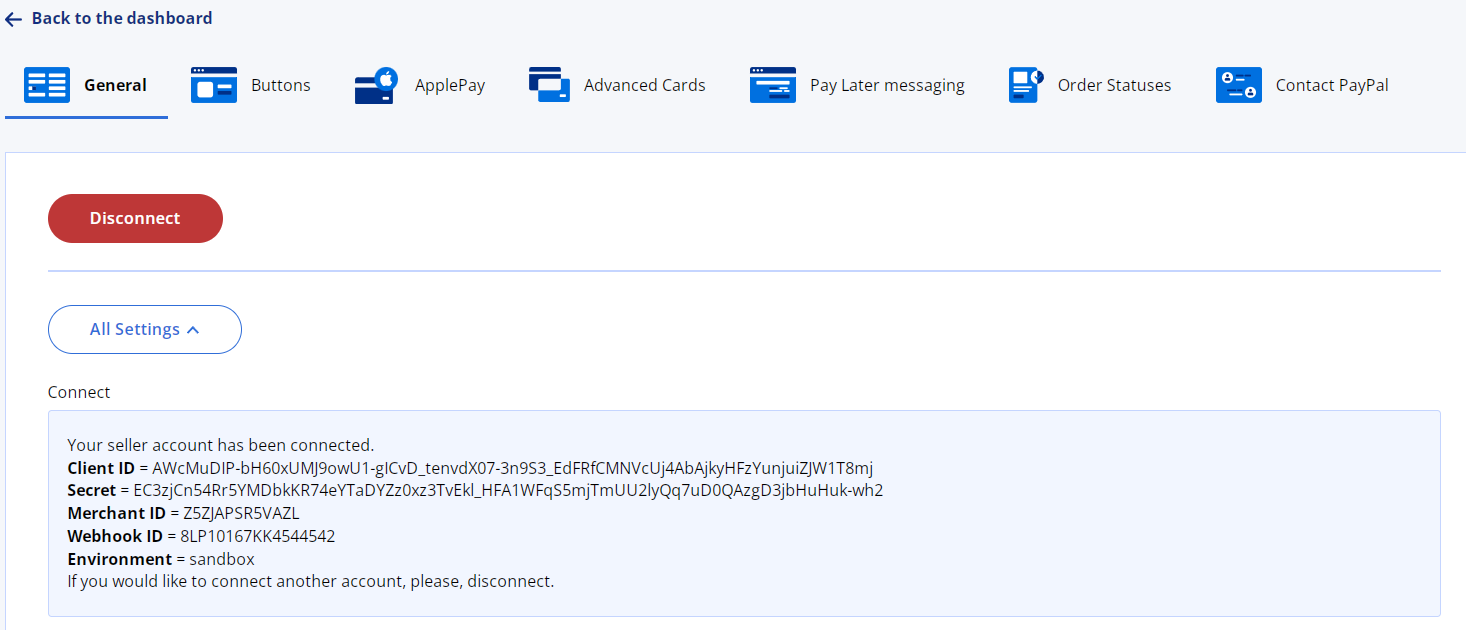 Back to the dashboard
General
Buttons
ApplePay
Advanced Cards
Pay Later messaging
Order Statuses
Contact PayPal
Disconnect
All Settings
Connect
Your seller account has been connected.
Client ID = AWcMuDIP-bH60xUMJ9owU1-gICvD_tenvdX07-3n9S3_EdFRfCMNVcUj4AbAjkyHFzYunjuiZJW1T8mj
Secret = EC3zjCn54Rr5YMDbkKR74eYTaDYZz0xz3TvEkl_HFA1WFqS5mjTmUU2lyQq7uD0QAzgD3jbHuHuk-wh2
Merchant ID = Z5ZJAPSR5VAZL
Webhook ID = 8LP10167KK4544542
Environment = sandbox
If you would like to connect another account, please, disconnect.